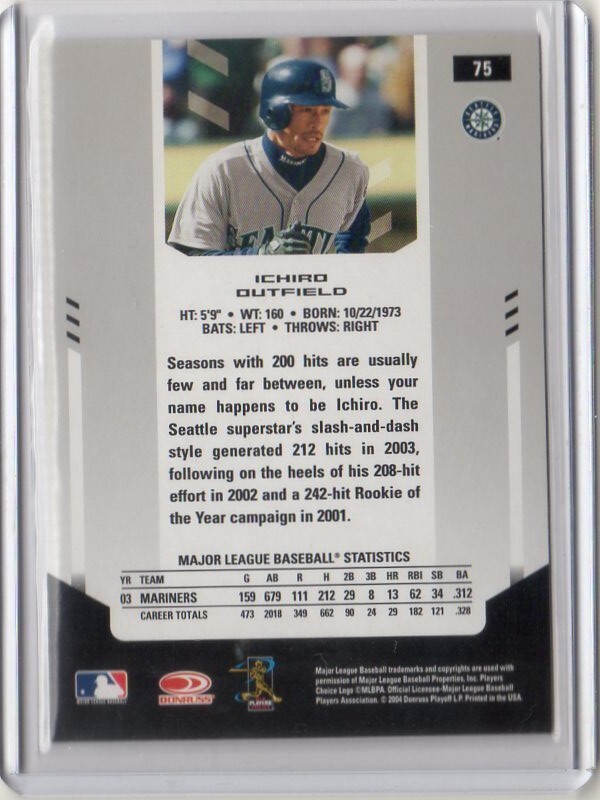 75
SEATTLE
ICHIRO
OUTFIELD
HT: 5'9" • WT: 160 • BORN: 10/22/1973
BATS: LEFT • THROWS: RIGHT
Seasons with 200 hits are usually
few and far between, unless your
name happens to be Ichiro. The
Seattle superstar's slash-and-dash
style generated 212 hits in 2003,
following on the heels of his 208-hit
effort in 2002 and a 242-hit Rookie of
the Year campaign in 2001.
MAJOR LEAGUE BASEBALL® STATISTICS
YR TEAM G AB R H 2B 3B HR RBI SB BA
03 MARINERS 159 679 111 212 29 8 13 62 34 .312
CAREER TOTALS 473 2018 349 662 90 24 29 182 121 .328
MAJOR LEAGUE BASEBALL
DONRUSS
PLAYERS
CHOICE
Major League Baseball trademarks and copyrights are used with
permission of Major League Baseball Properties, Inc. Players
Choice Logo ©MLBPA. Official Licensee-Major League Baseball
Players Association. © 2004 Donruss Playoff L.P. Printed in the USA.